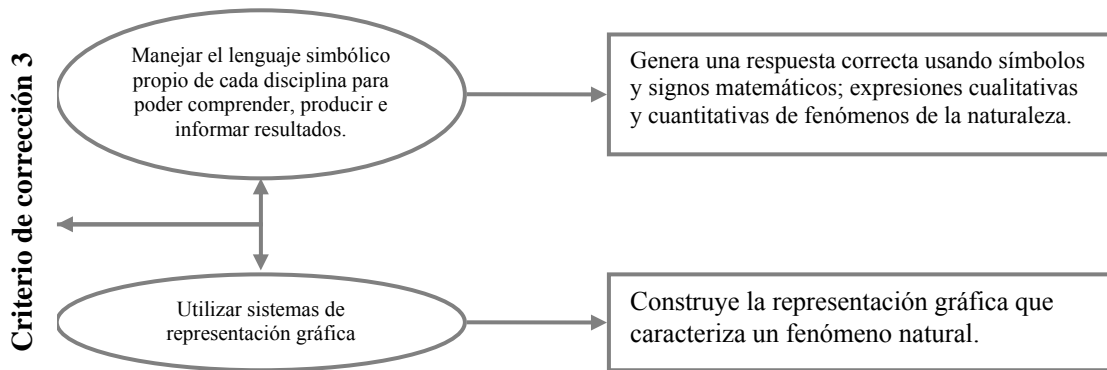 Criterio de corrección 3
Manejar el lenguaje simbólico
propio de cada disciplina para
poder comprender, producir e
informar resultados.
Genera una respuesta correcta usando símbolos
y signos matemáticos; expresiones cualitativas
y cuantitativas de fenómenos de la naturaleza.
Utilizar sistemas de
representación gráfica
Construye la representación gráfica que
caracteriza un fenómeno natural.